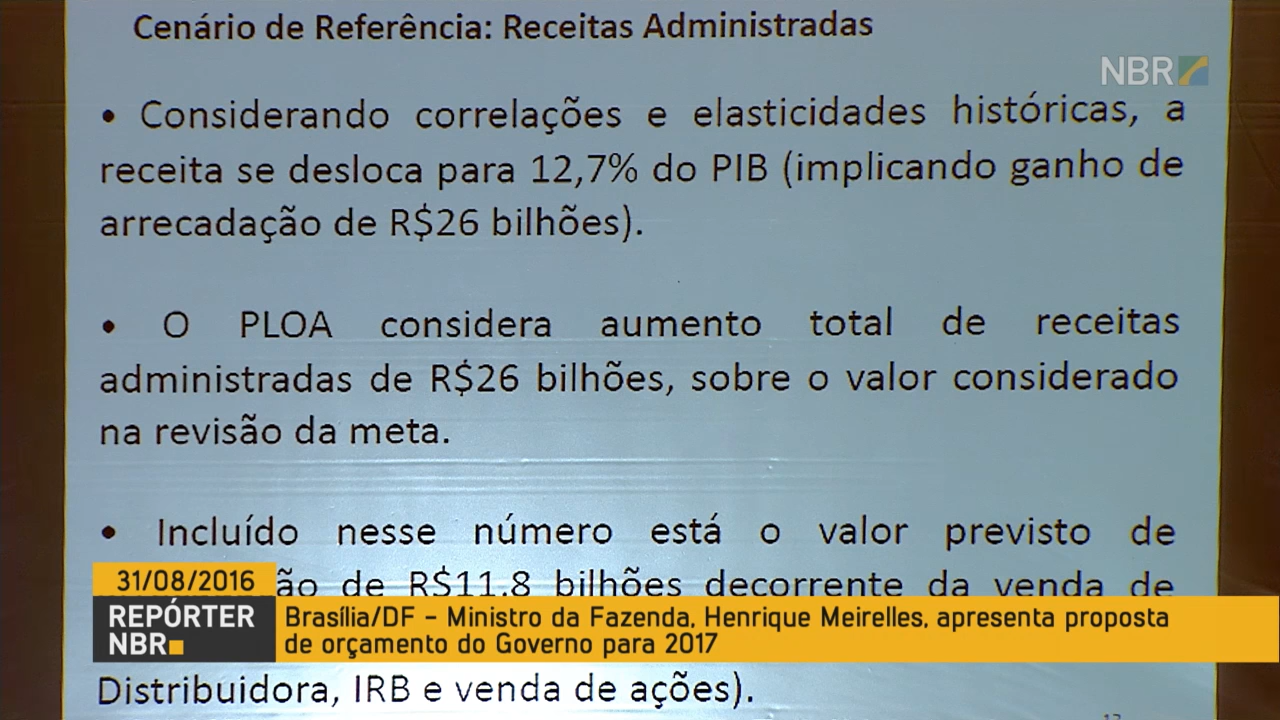 Cenário de Referência: Receitas Administradas
NBR
• Considerando correlações e elasticidades históricas, a
receita se desloca para 12,7% do PIB (implicando ganho de
arrecadação de R$26 bilhões).
• O PLOA considera aumento total de receitas
administradas de R$26 bilhões, sobre o valor considerado
na revisão da meta.
• Incluído nesse número está o valor previsto de
de R$11,8 bilhões decorrente da venda de
31/08/2016
REPÓRTER
NBR
Brasília/DF – Ministro da Fazenda, Henrique Meirelles, apresenta proposta
de orçamento do Governo para 2017
Distribuidora, IRB e venda de ações).